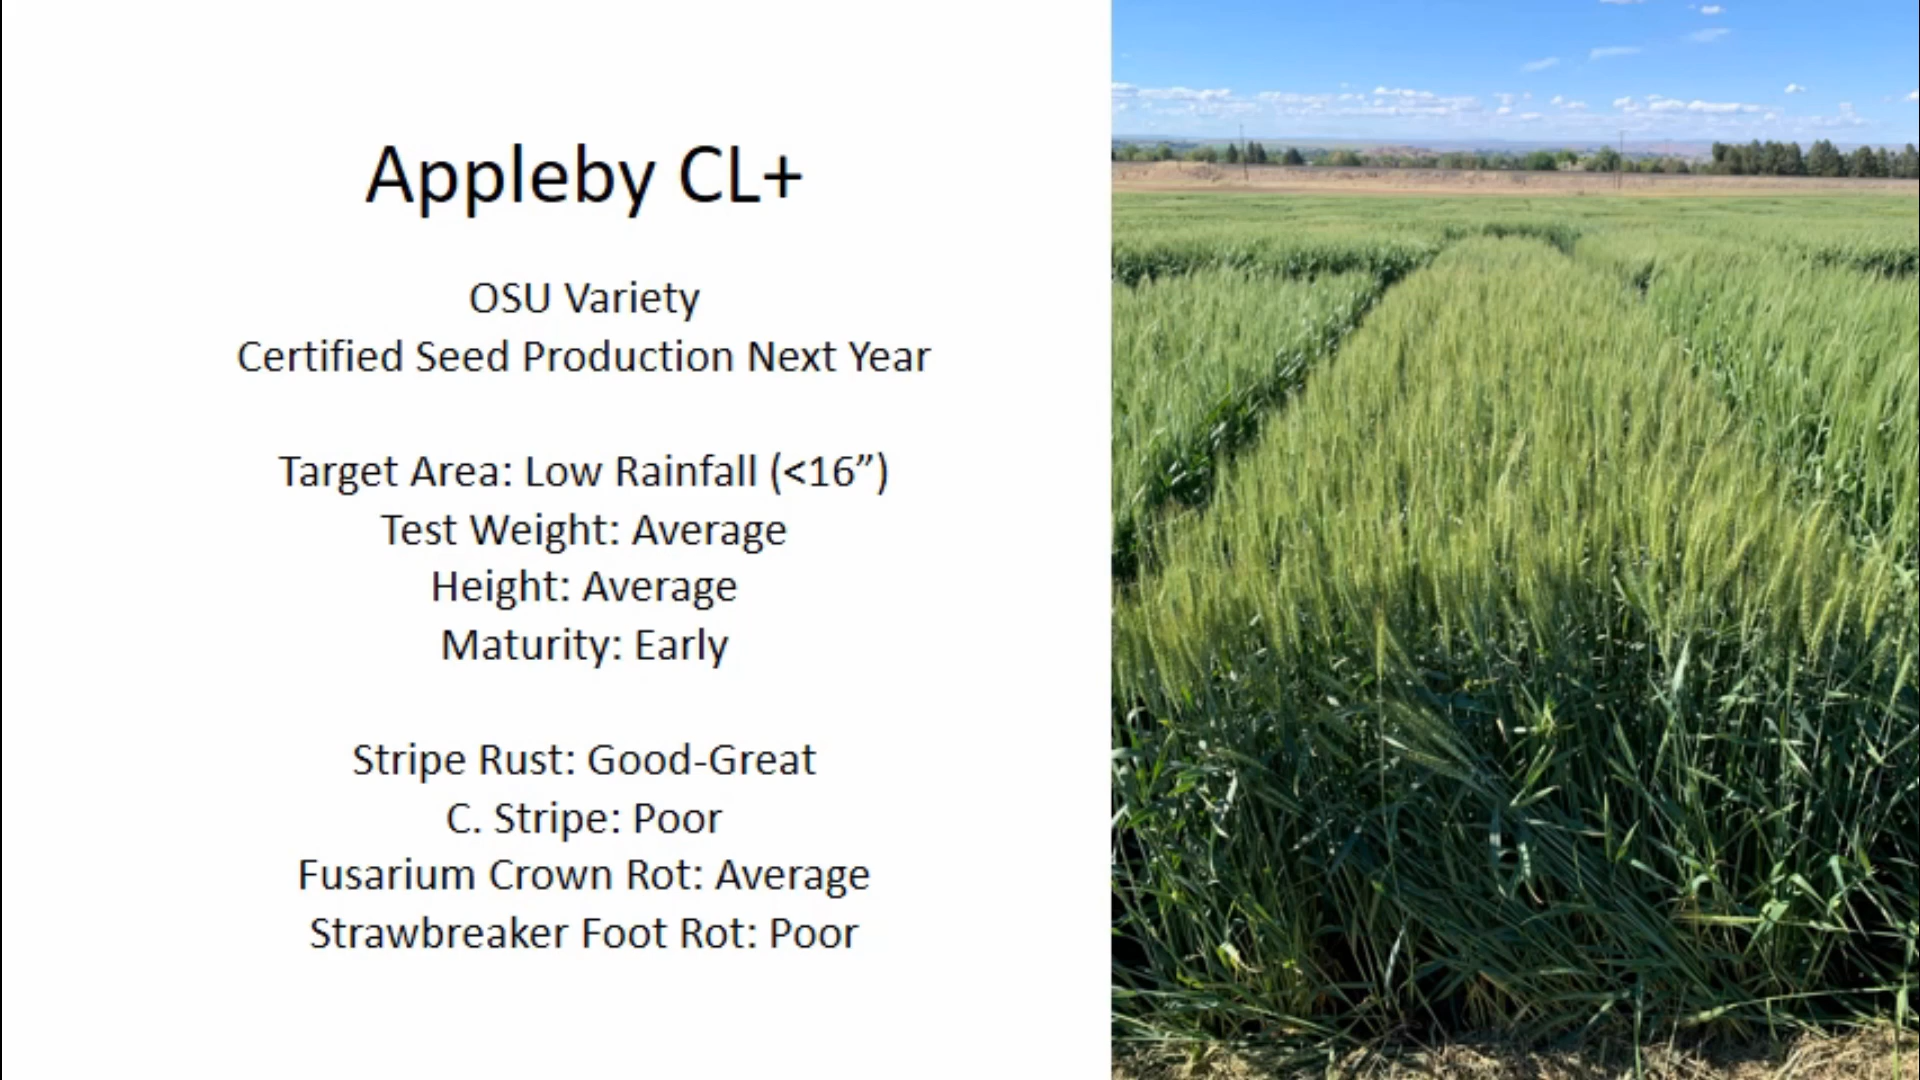 Appleby CL+
OSU Variety
Certified Seed Production Next Year
Target Area: Low Rainfall (<16”)
Test Weight: Average
Height: Average
Maturity: Early
Stripe Rust: Good-Great
C. Stripe: Poor
Fusarium Crown Rot: Average
Strawbreaker Foot Rot: Poor